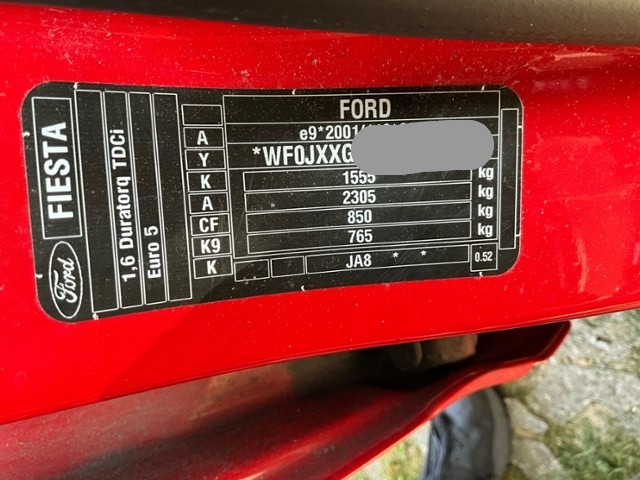 FORD
e9*2001/
*WF0JXXG
1555 kg
2305 kg
850 kg
765 kg
JA8 * * 0.52
A
Y
K
A
CF
K9
K
1,6 Duratorq TDCi
Euro 5
FIESTA
Ford